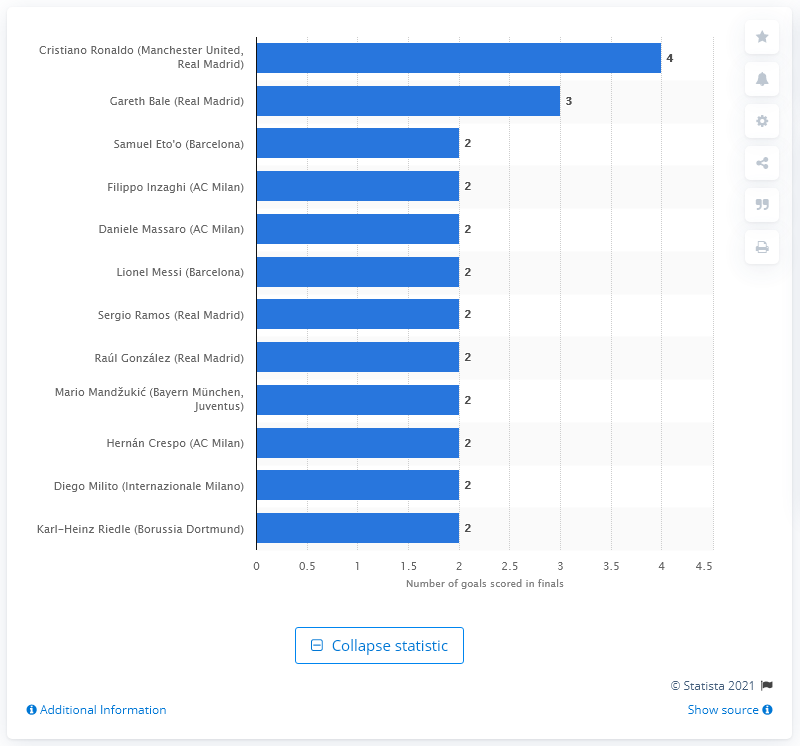 Cristiano Ronaldo (Manchester United,
Real Madrid)
4
Gareth Bale (Real Madrid)
3
Samuel Eto'o (Barcelona)
2
Filippo Inzaghi (AC Milan)
2
Daniele Massaro (AC Milan)
2
Lionel Messi (Barcelona)
2
Sergio Ramos (Real Madrid)
2
Raúl González (Real Madrid)
2
Mario Mandžukić (Bayern München,
Juventus)
2
Hernán Crespo (AC Milan)
2
Diego Milito (Internazionale Milano)
2
Karl-Heinz Riedle (Borussia Dortmund)
2
0 0.5 1 1.5 2 2.5 3 3.5 4 4.5
Number of goals scored in finals
Collapse statistic
© Statista 2021
Additional Information
Show source